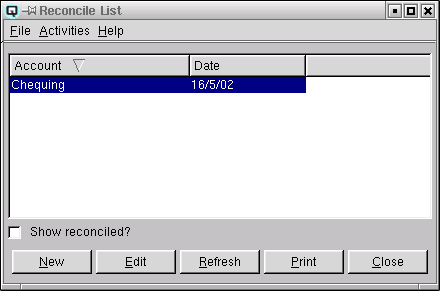 Reconcile List
File Activities Help
Account Date
Chequing 16/5/02
Show reconciled?
New Edit Refresh Print Close